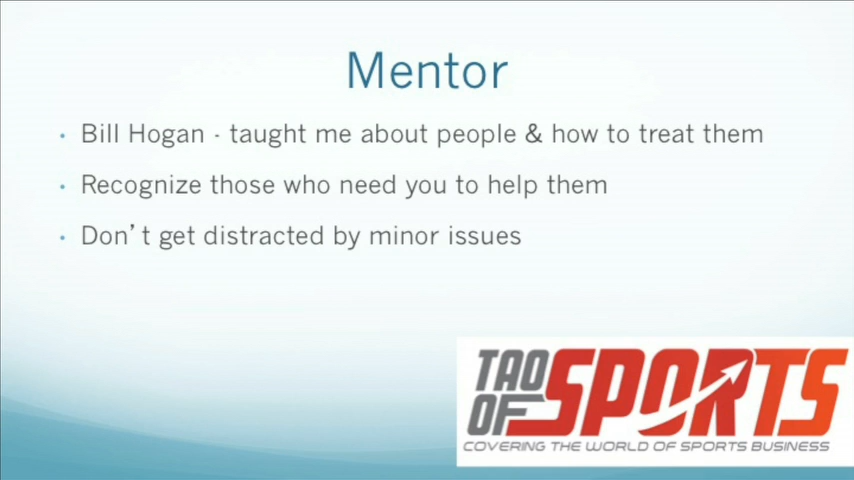 Mentor
• Bill Hogan - taught me about people & how to treat them
• Recognize those who need you to help them
• Don't get distracted by minor issues
TAO OF SPORTS
COVERING THE WORLD OF SPORTS BUSINESS